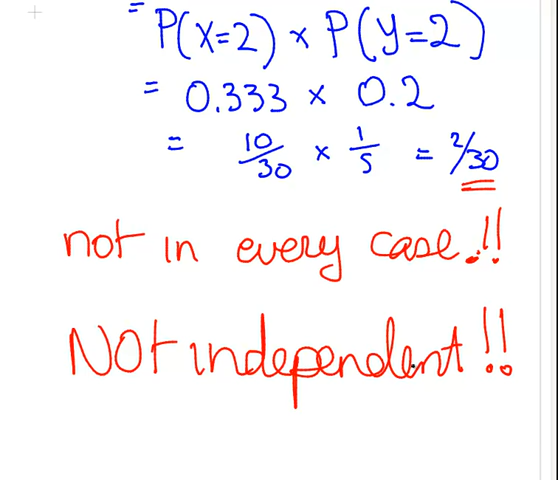 =
P(X=2) × P(Y=2)
= 0.333 × 0.2
= 10/30 × 1/5 = 2/30
not in every case.!!
NOt independent!!